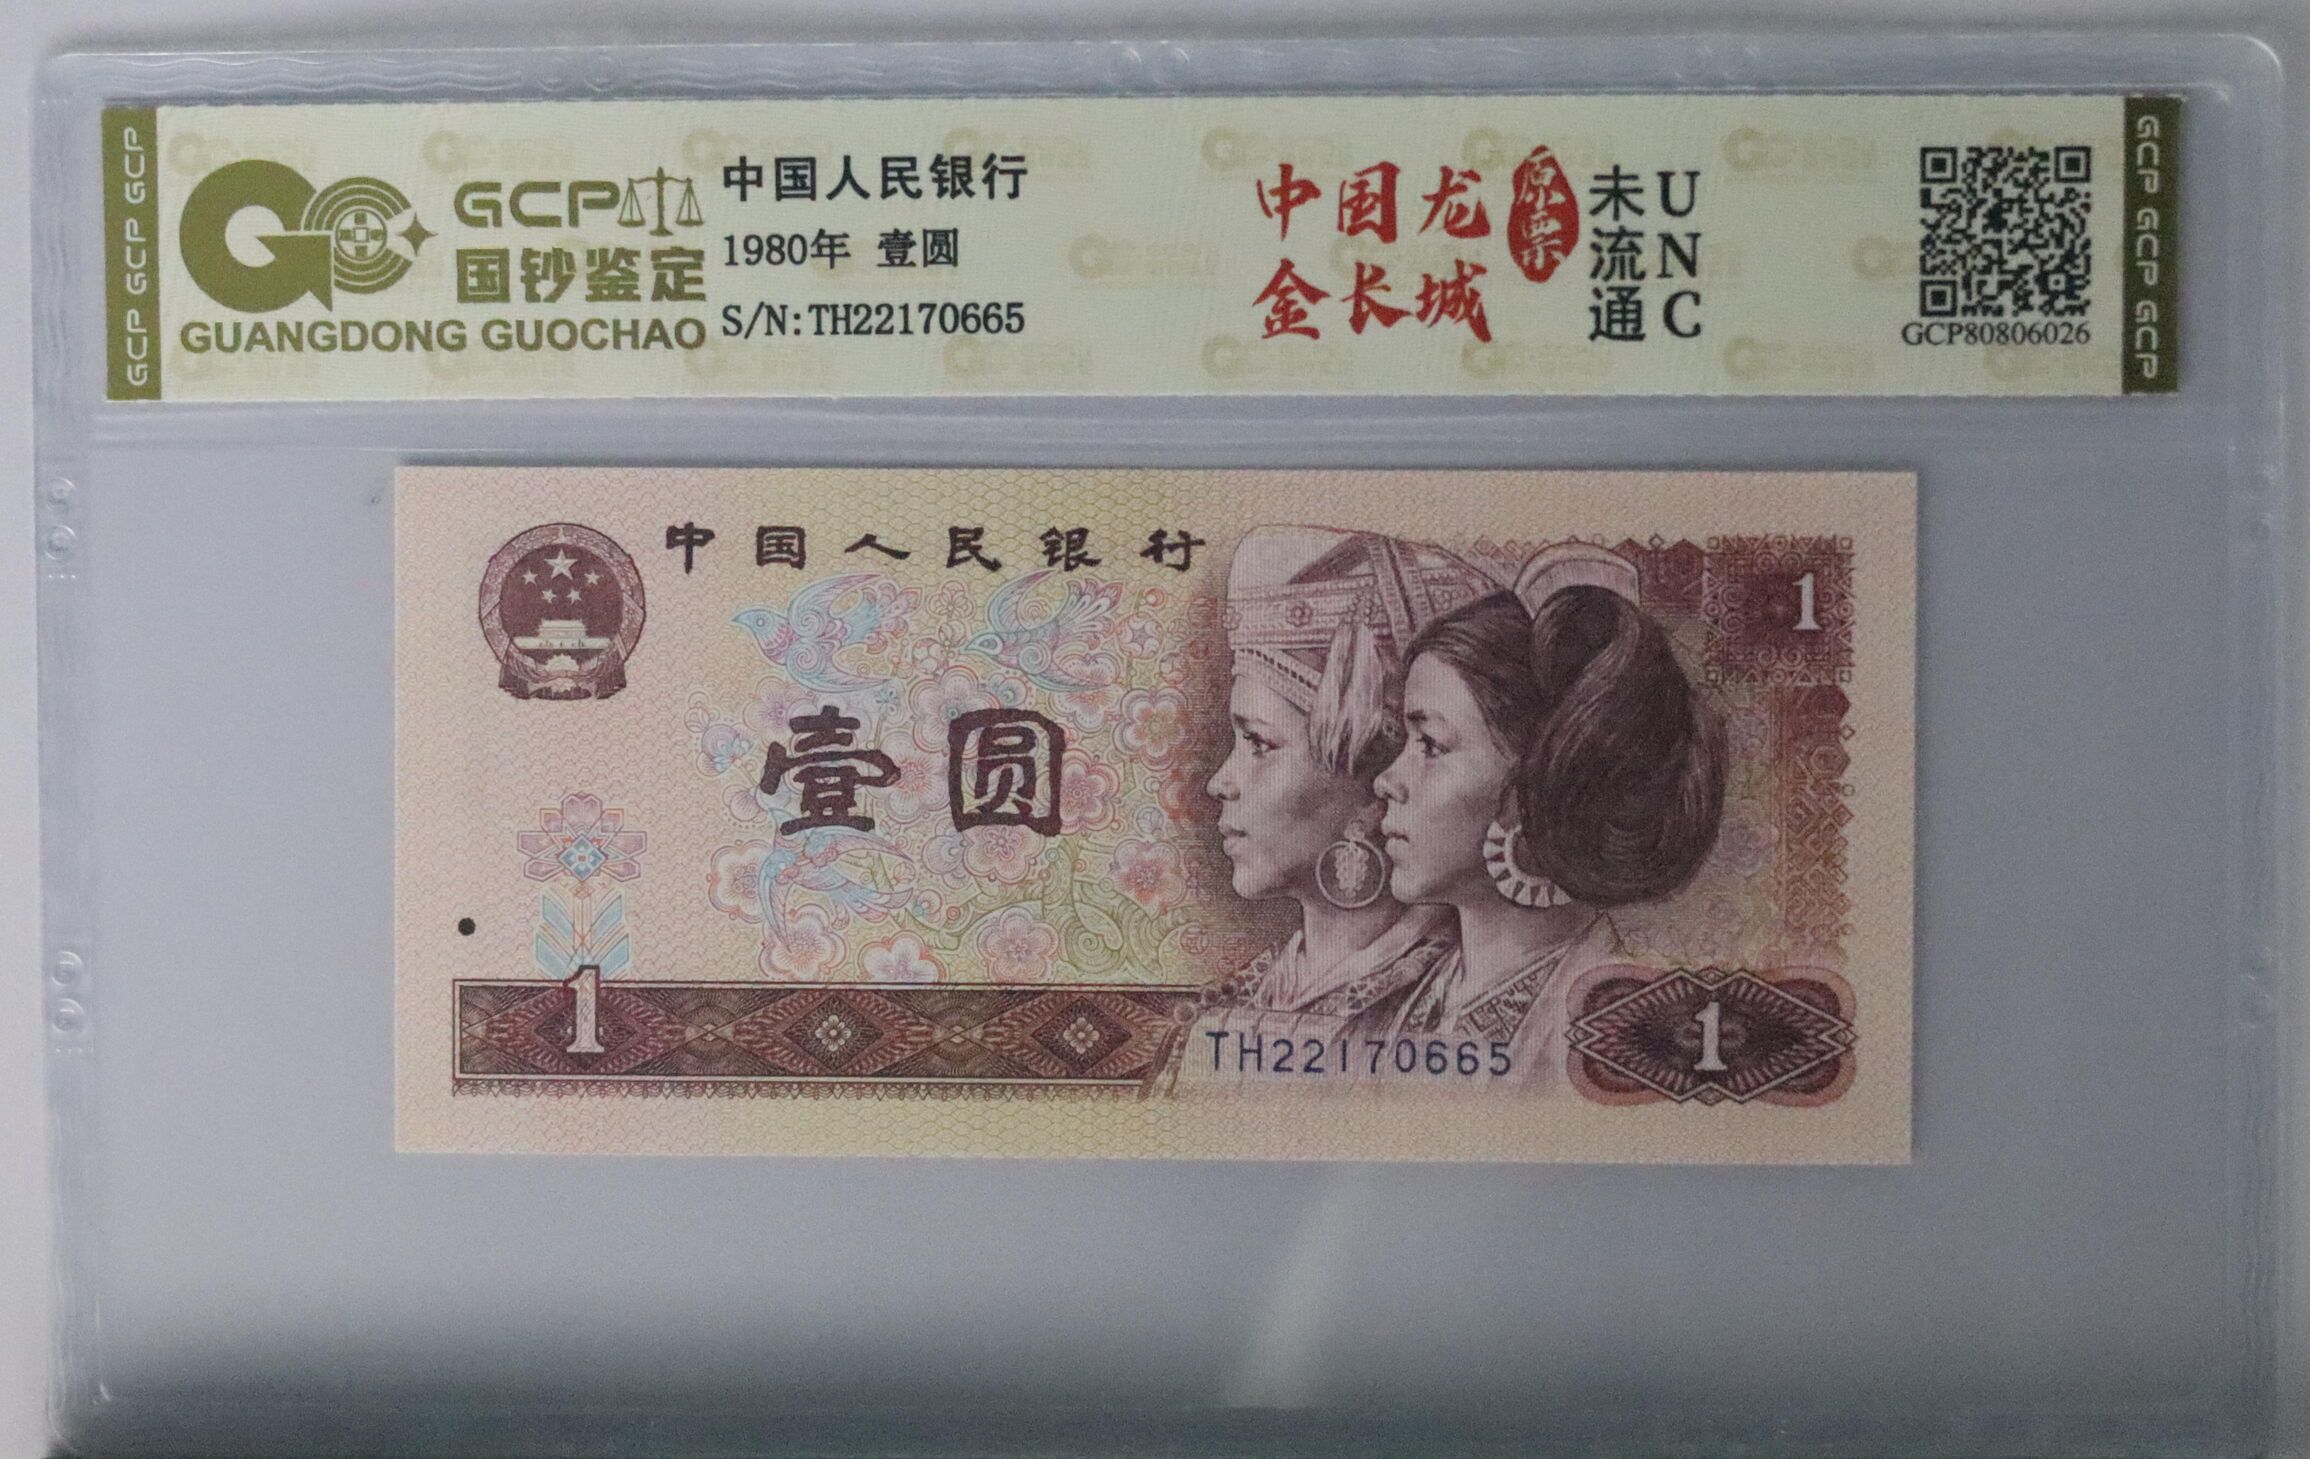 GCP GCP GCP
GCP
国钞鉴定
GUANGDONG GUOCHAO
中国人民银行
1980年 壹圆
S/N:TH22170665
中国龙
金长城
原票
未流通
UNC
GCP80806026
GCP GCP GCP
中国人民银行
1
壹圆
1
TH22170665
1